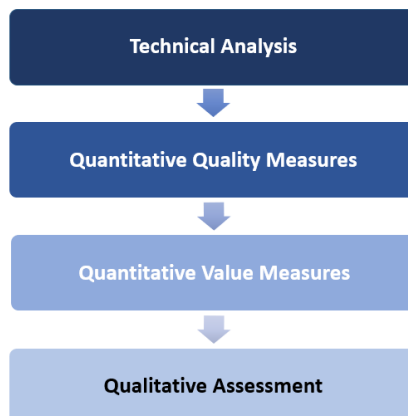 Technical Analysis
Quantitative Quality Measures
Quantitative Value Measures
Qualitative Assessment